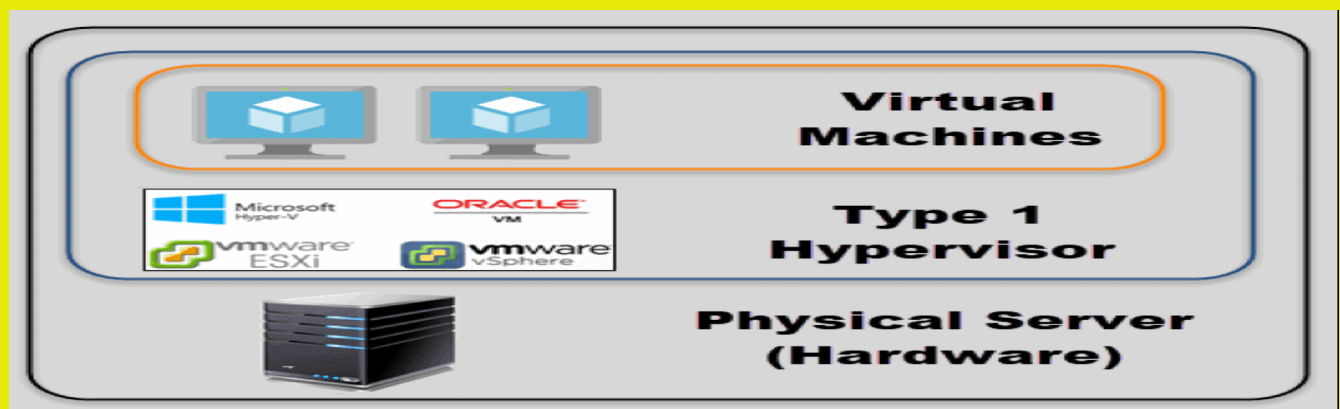 Virtual
Machines
Microsoft
Hyper-V
ORACLE
VM
vmware
ESXi
vmware
vSphere
Type 1
Hypervisor
Physical Server
(Hardware)